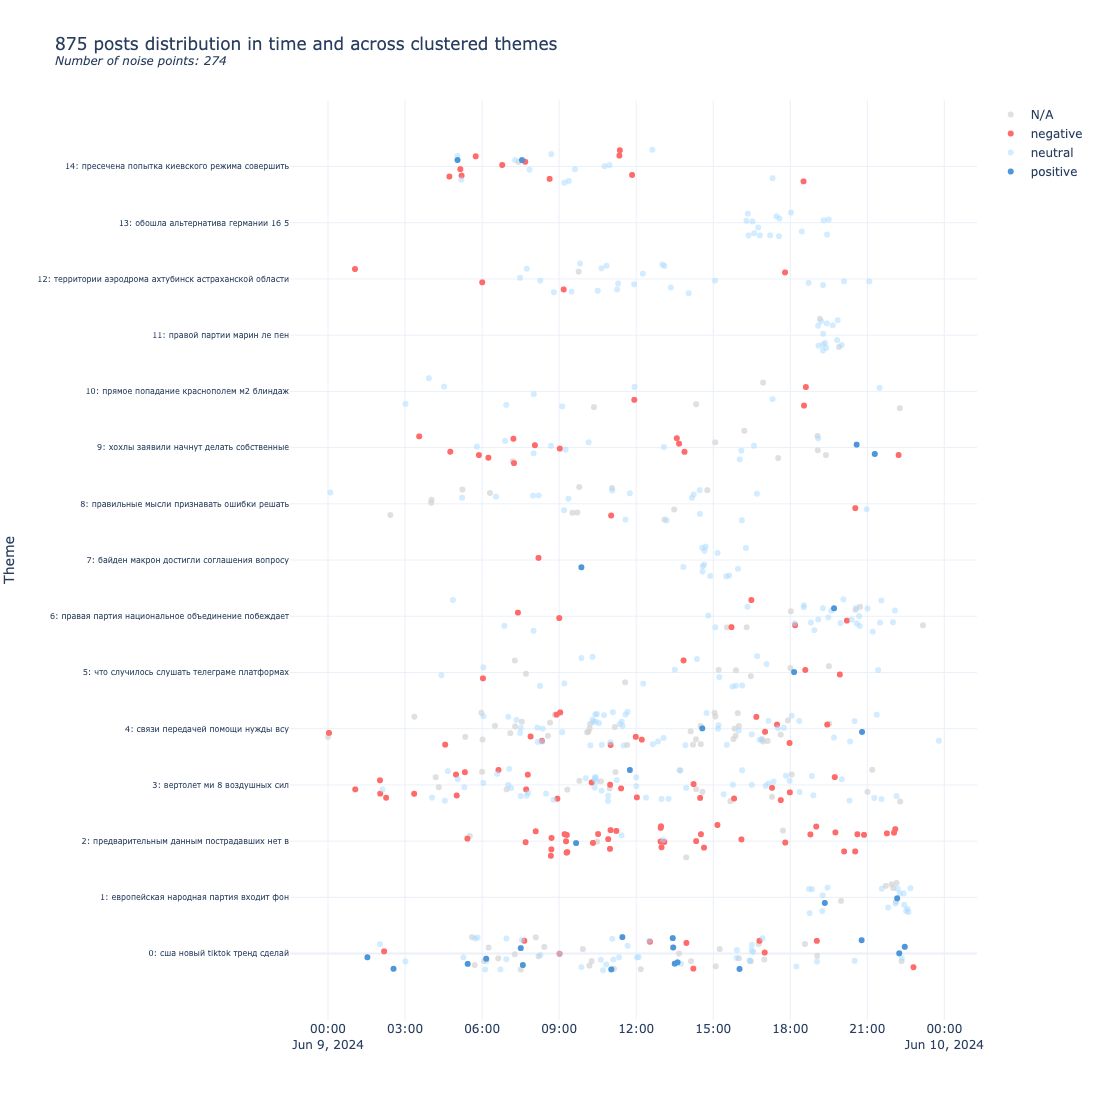 875 posts distribution in time and across clustered themes
Number of noise points: 274
N/A
negative
neutral
positive
Theme
14: пресечена попытка киевского режима совершить
13: обошла альтернатива германии 16 5
12: территории аэродрома ахтубинск астраханской области
11: правой партии марин ле пен
10: прямое попадание краснополем м2 блиндаж
9: хохлы заявили начнут делать собственные
8: правильные мысли признавать ошибки решать
7: байден макрон достигли соглашения вопросу
6: правая партия национальное объединение побеждает
5: что случилось слушать телеграме платформах
4: связи передачей помощи нужды всу
3: вертолет ми 8 воздушных сил
2: предварительным данным пострадавших нет в
1: европейская народная партия входит фон
0: сша новый tiktok тренд сделай
00:00 03:00 06:00 09:00 12:00 15:00 18:00 21:00 00:00
Jun 9, 2024 Jun 10, 2024